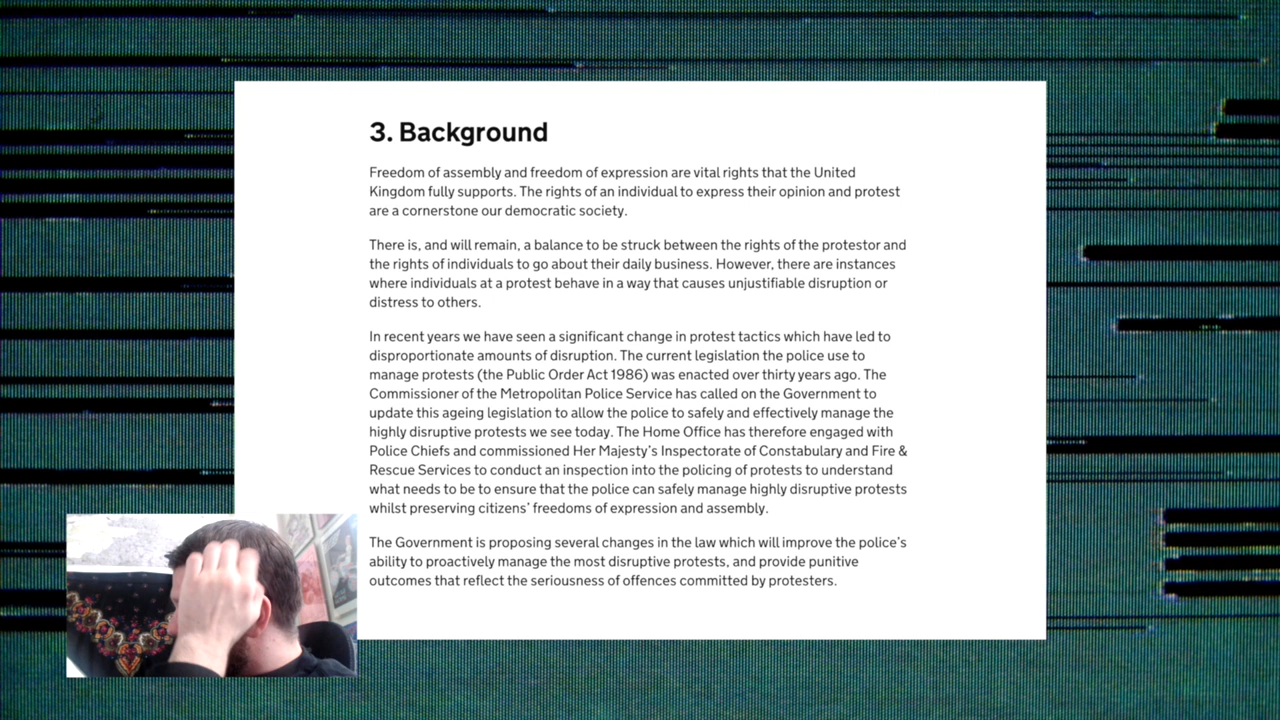 3. Background
Freedom of assembly and freedom of expression are vital rights that the United
Kingdom fully supports. The rights of an individual to express their opinion and protest
are a cornerstone our democratic society.
There is, and will remain, a balance to be struck between the rights of the protestor and
the rights of individuals to go about their daily business. However, there are instances
where individuals at a protest behave in a way that causes unjustifiable disruption or
distress to others.
In recent years we have seen a significant change in protest tactics which have led to
disproportionate amounts of disruption. The current legislation the police use to
manage protests (the Public Order Act 1986) was enacted over thirty years ago. The
Commissioner of the Metropolitan Police Service has called on the Government to
update this ageing legislation to allow the police to safely and effectively manage the
highly disruptive protests we see today. The Home Office has therefore engaged with
Police Chiefs and commissioned Her Majesty's Inspectorate of Constabulary and Fire &
Rescue Services to conduct an inspection into the policing of protests to understand
what needs to be to ensure that the police can safely manage highly disruptive protests
whilst preserving citizens' freedoms of expression and assembly.
The Government is proposing several changes in the law which will improve the police's
ability to proactively manage the most disruptive protests, and provide punitive
outcomes that reflect the seriousness of offences committed by protesters.